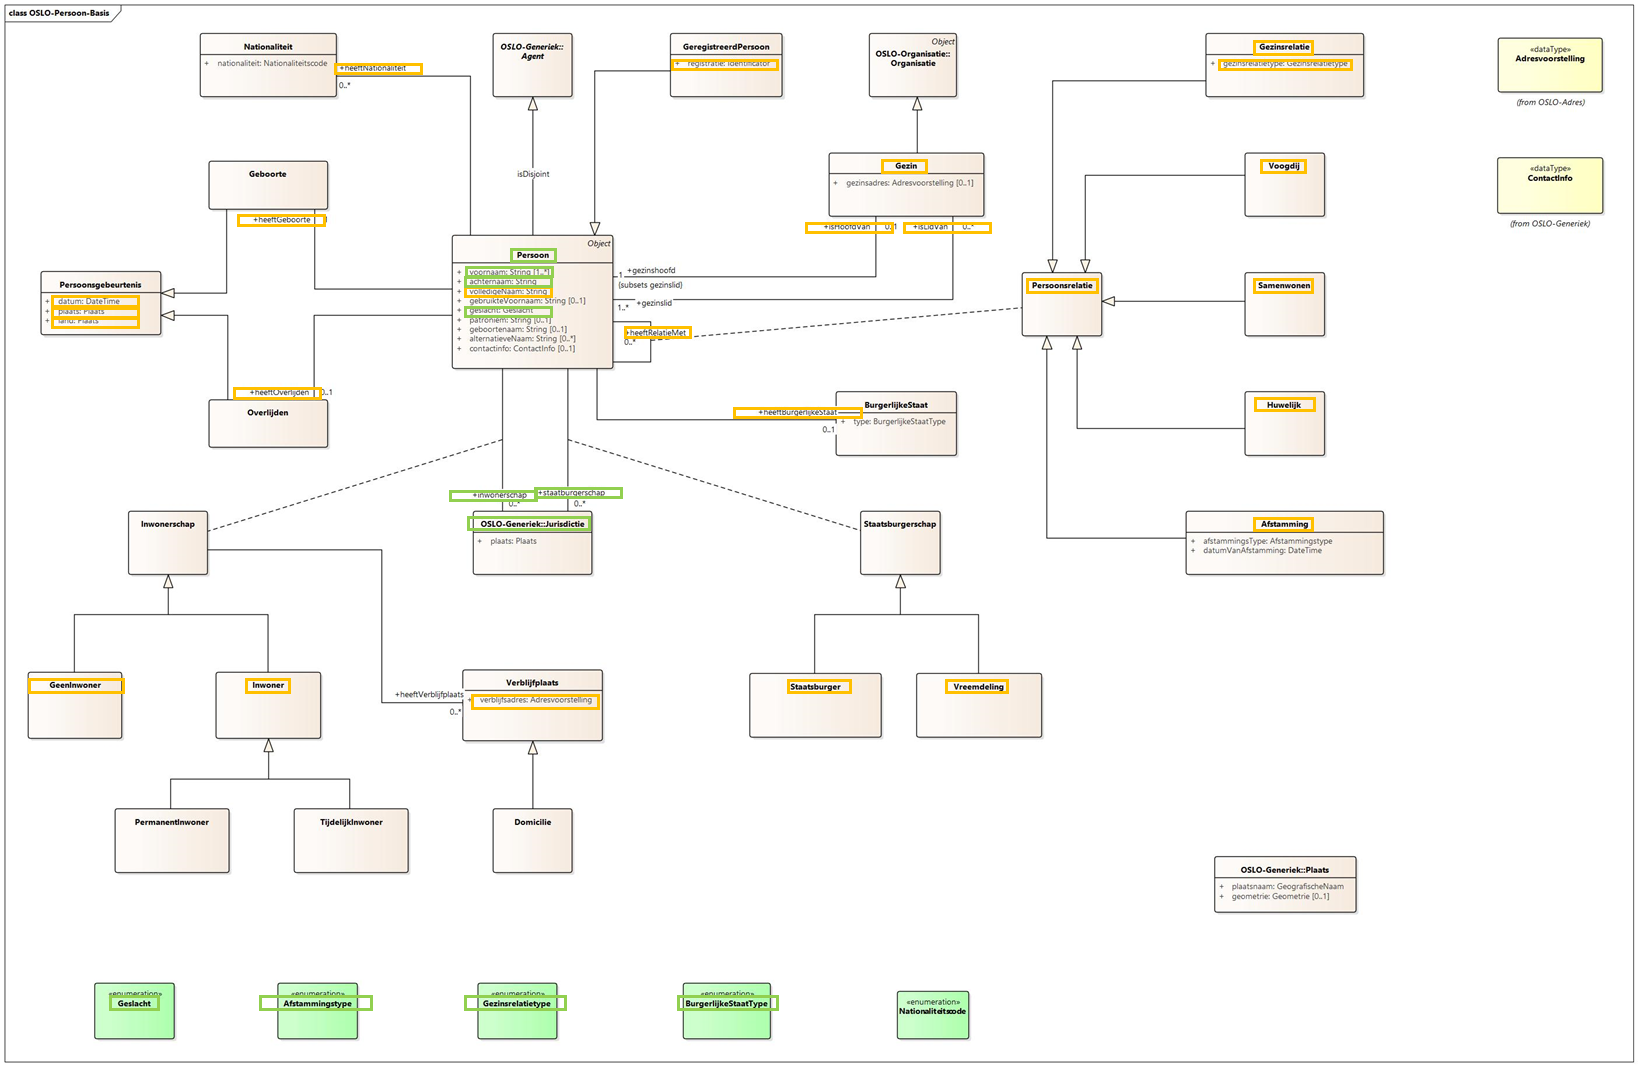 class OSLO-Persoon-Basis
Nationaliteit
+ nationaliteit: Nationaliteitscode
+heeftNationaliteit
0..*
OSLO-Generiek::
Agent
GeregistreerdPersoon
+ registratie: Identificator
Object
OSLO-Organisatie::
Organisatie
Gezinsrelatie
+ gezinsrelatietype: Gezinsrelatietype
«dataType»
Adresvoorstelling
(from OSLO-Adres)
Geboorte
+heeftGeboorte
isDisjoint
Gezin
+ gezinsadres: Adresvoorstelling [0..1]
+isHoofdVan
0..1
+isLidVan
0..*
Voogdij
«dataType»
ContactInfo
(from OSLO-Generiek)
Persoonsgebeurtenis
+ datum: DateTime
+ plaats: Plaats
+ land: Plaats
Object
Persoon
+ voornaam: String [1..*]
+ achternaam: String
+ volledigeNaam: String
+ gebruikteVoornaam: String [0..1]
+ geslacht: Geslacht
+ patroniem: String [0..1]
+ geboortenaam: String [0..1]
+ alternatieveNaam: String [0..*]
+ contactinfo: ContactInfo [0..1]
1
+gezinshoofd
{subsets gezinslid}
1..*
+gezinslid
+heeftRelatieMet
0..*
Persoonsrelatie
Samenwonen
+heeftOverlijden
0..1
Overlijden
+heeftBurgerlijkeStaat
0..1
BurgerlijkeStaat
+ type: BurgerlijkeStaatType
Huwelijk
+inwonerschap
0..*
+staatburgerschap
0..*
Inwonerschap
OSLO-Generiek::Jurisdictie
+ plaats: Plaats
Staatsburgerschap
Afstamming
+ afstammingsType: Afstammingstype
+ datumVanAfstamming: DateTime
GeenInwoner
Inwoner
+heeftVerblijfplaats
0..*
Verblijfplaats
+ verblijfsadres: Adresvoorstelling
Staatsburger
Vreemdeling
PermanentInwoner
TijdelijkInwoner
Domicilie
OSLO-Generiek::Plaats
+ plaatsnaam: GeografischeNaam
+ geometrie: Geometrie [0..1]
«enumeration»
Geslacht
«enumeration»
Afstammingstype
«enumeration»
Gezinsrelatietype
«enumeration»
BurgerlijkeStaatType
«enumeration»
Nationaliteitscode